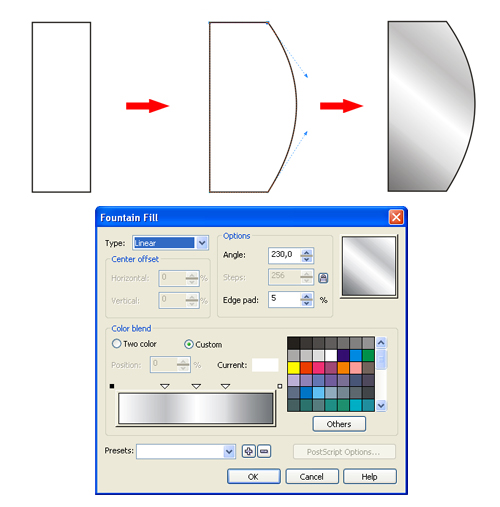 Fountain Fill
Type: Linear
Options
Angle: 230,0
Steps: 256
Edge pad: 5 %
Center offset
Horizontal: 0 %
Vertical: 0 %
Color blend
Two color Custom
Position: 0 % Current:
Others
Presets: PostScript Options...
OK Cancel Help